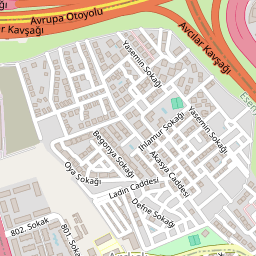 Avrupa Otoyolu
Avcılar Kavşağı
Yasemin Sokağı
Yasemin Sokağı
Ihlamur Sokağı
Begonya Sokağı
Akasya Caddesi
Oya Sokağı
Ladin Caddesi
Defne Sokağı
802. Sokak